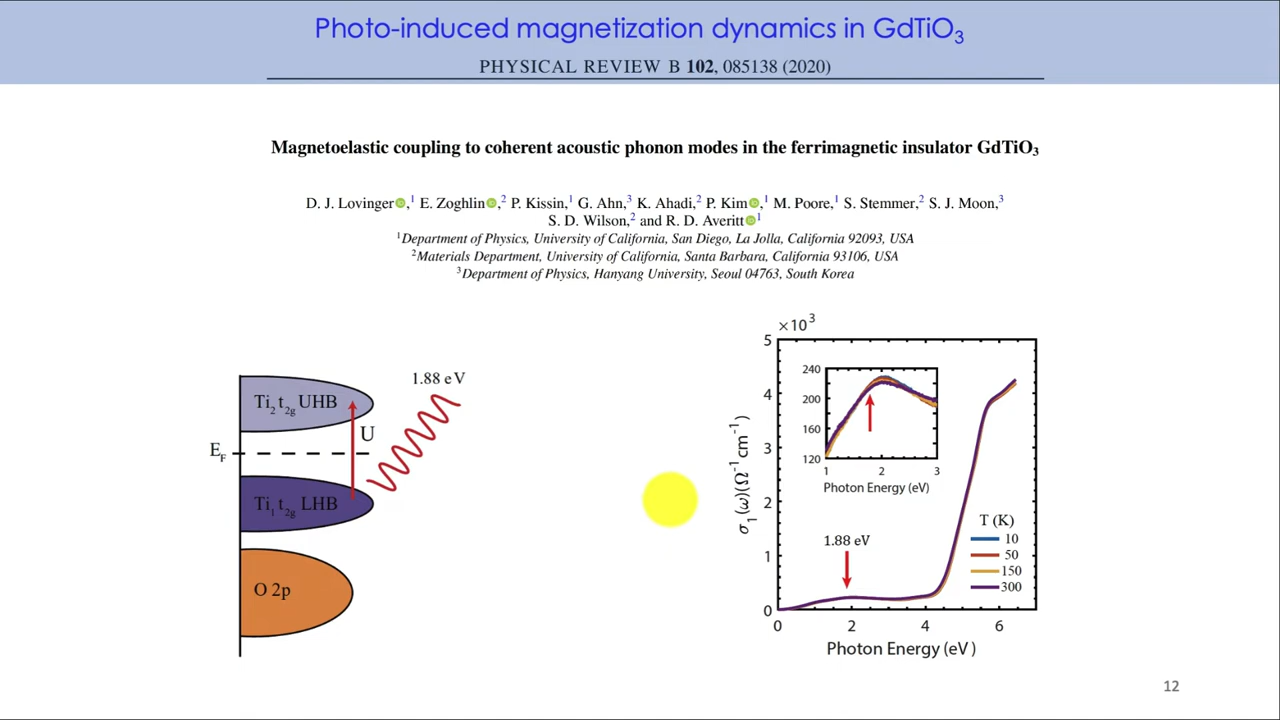 Photo-induced magnetization dynamics in GdTiO₃
PHYSICAL REVIEW B 102, 085138 (2020)
Magnetoelastic coupling to coherent acoustic phonon modes in the ferrimagnetic insulator GdTiO₃
D. J. Lovinger,¹ E. Zoghlin,² P. Kissin,¹ G. Ahn,³ K. Ahadi,² P. Kim,¹ M. Poore,¹ S. Stemmer,² S. J. Moon,³
S. D. Wilson,² and R. D. Averitt¹
¹Department of Physics, University of California, San Diego, La Jolla, California 92093, USA
²Materials Department, University of California, Santa Barbara, California 93106, USA
³Department of Physics, Hanyang University, Seoul 04763, South Korea
1.88 eV
Ti₂ t₂g UHB
U
E_F
Ti₁ t₂g LHB
O 2p
×10³
5
4
3
2
1
0
σ₁(ω)(Ω⁻¹cm⁻¹)
240
200
160
120
1 2 3
Photon Energy (eV)
1.88 eV
T (K)
10
50
150
300
0 2 4 6
Photon Energy (eV)
12